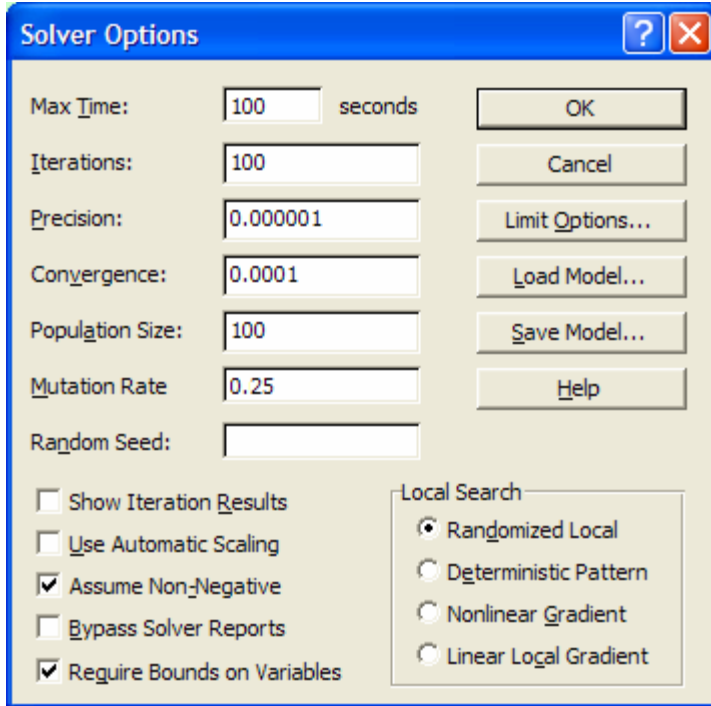 Solver Options
Max Time: 100 seconds OK
Iterations: 100 Cancel
Precision: 0.000001 Limit Options...
Convergence: 0.0001 Load Model...
Population Size: 100 Save Model...
Mutation Rate 0.25 Help
Random Seed:
Show Iteration Results
Use Automatic Scaling
Assume Non-Negative
Bypass Solver Reports
Require Bounds on Variables
Local Search
Randomized Local
Deterministic Pattern
Nonlinear Gradient
Linear Local Gradient